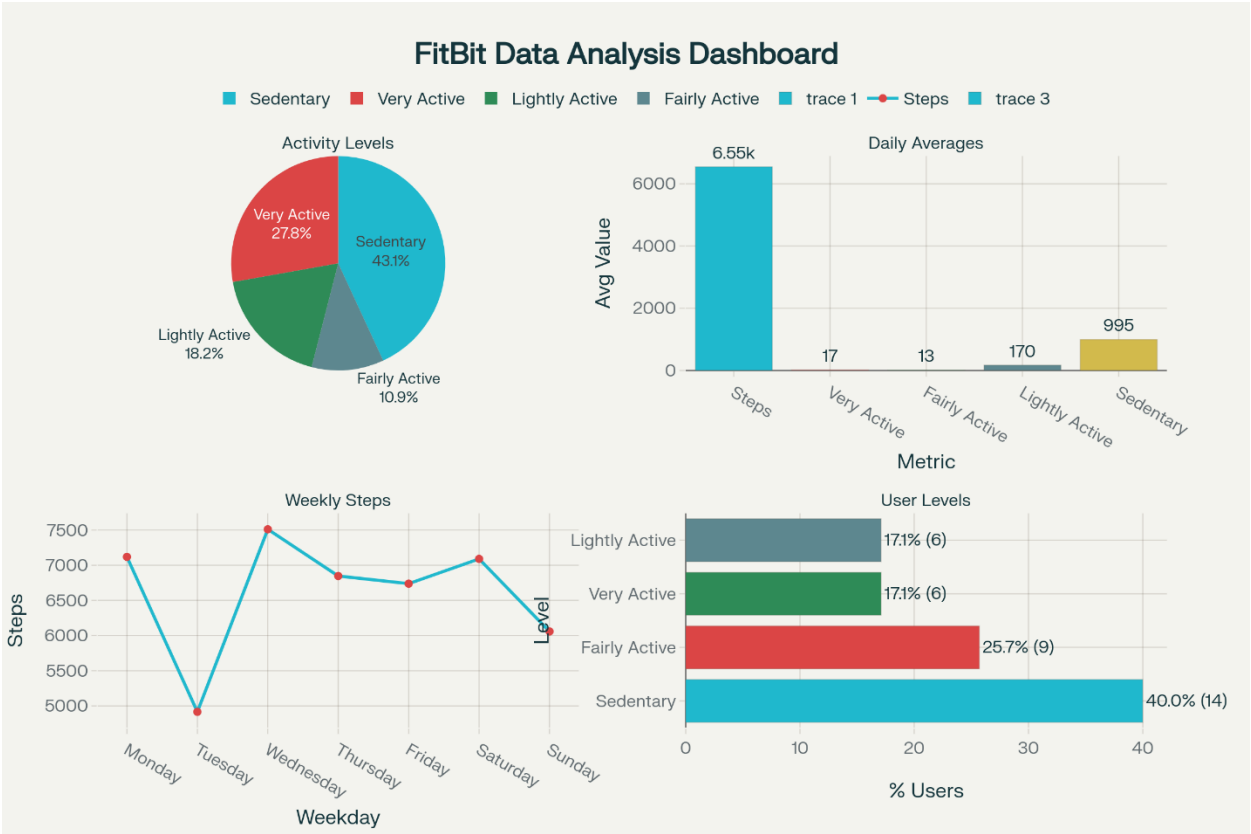 FitBit Data Analysis Dashboard
Sedentary Very Active Lightly Active Fairly Active trace 1 Steps trace 3
Activity Levels
Very Active
27.8%
Sedentary
43.1%
Lightly Active
18.2%
Fairly Active
10.9%
Daily Averages
6.55k
6000
4000
2000
0
Avg Value
17
13
170
995
Steps
Very Active
Fairly Active
Lightly Active
Sedentary
Metric
Weekly Steps
7500
7000
6500
6000
5500
5000
Steps
Monday
Tuesday
Wednesday
Thursday
Friday
Saturday
Sunday
Weekday
User Levels
Level
Lightly Active 17.1% (6)
Very Active 17.1% (6)
Fairly Active 25.7% (9)
Sedentary 40.0% (14)
0 10 20 30 40
% Users